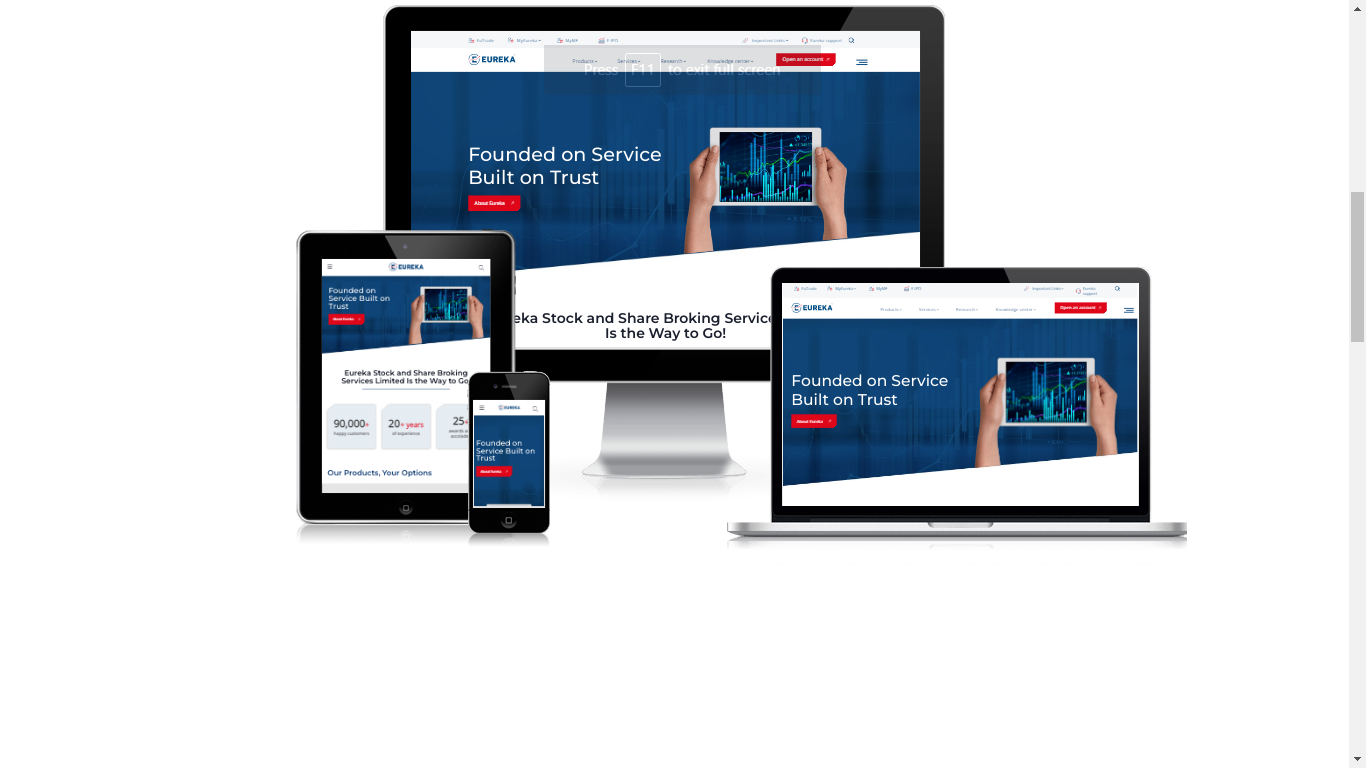 EuTrade MyEureka MyMF E-IPO Important links Eureka support
EUREKA Products Services Research Knowledge center Open an account
Press F11 to exit full screen
Founded on Service
Built on Trust
About Eureka
eka Stock and Share Broking Service
Is the Way to Go!
EUREKA
Founded on
Service Built on
Trust
About Eureka
Eureka Stock and Share Broking
Services Limited Is the Way to Go
90,000+
happy customers
20+ years
of experience
25+
awards a
accolad
Our Products, Your Options
EUREKA
Founded on
Service Built on
Trust
About Eureka
EuTrade MyEureka MyMF E-IPO Important links Eureka
support
EUREKA Products Services Research Knowledge center Open an account
Founded on Service
Built on Trust
About Eureka